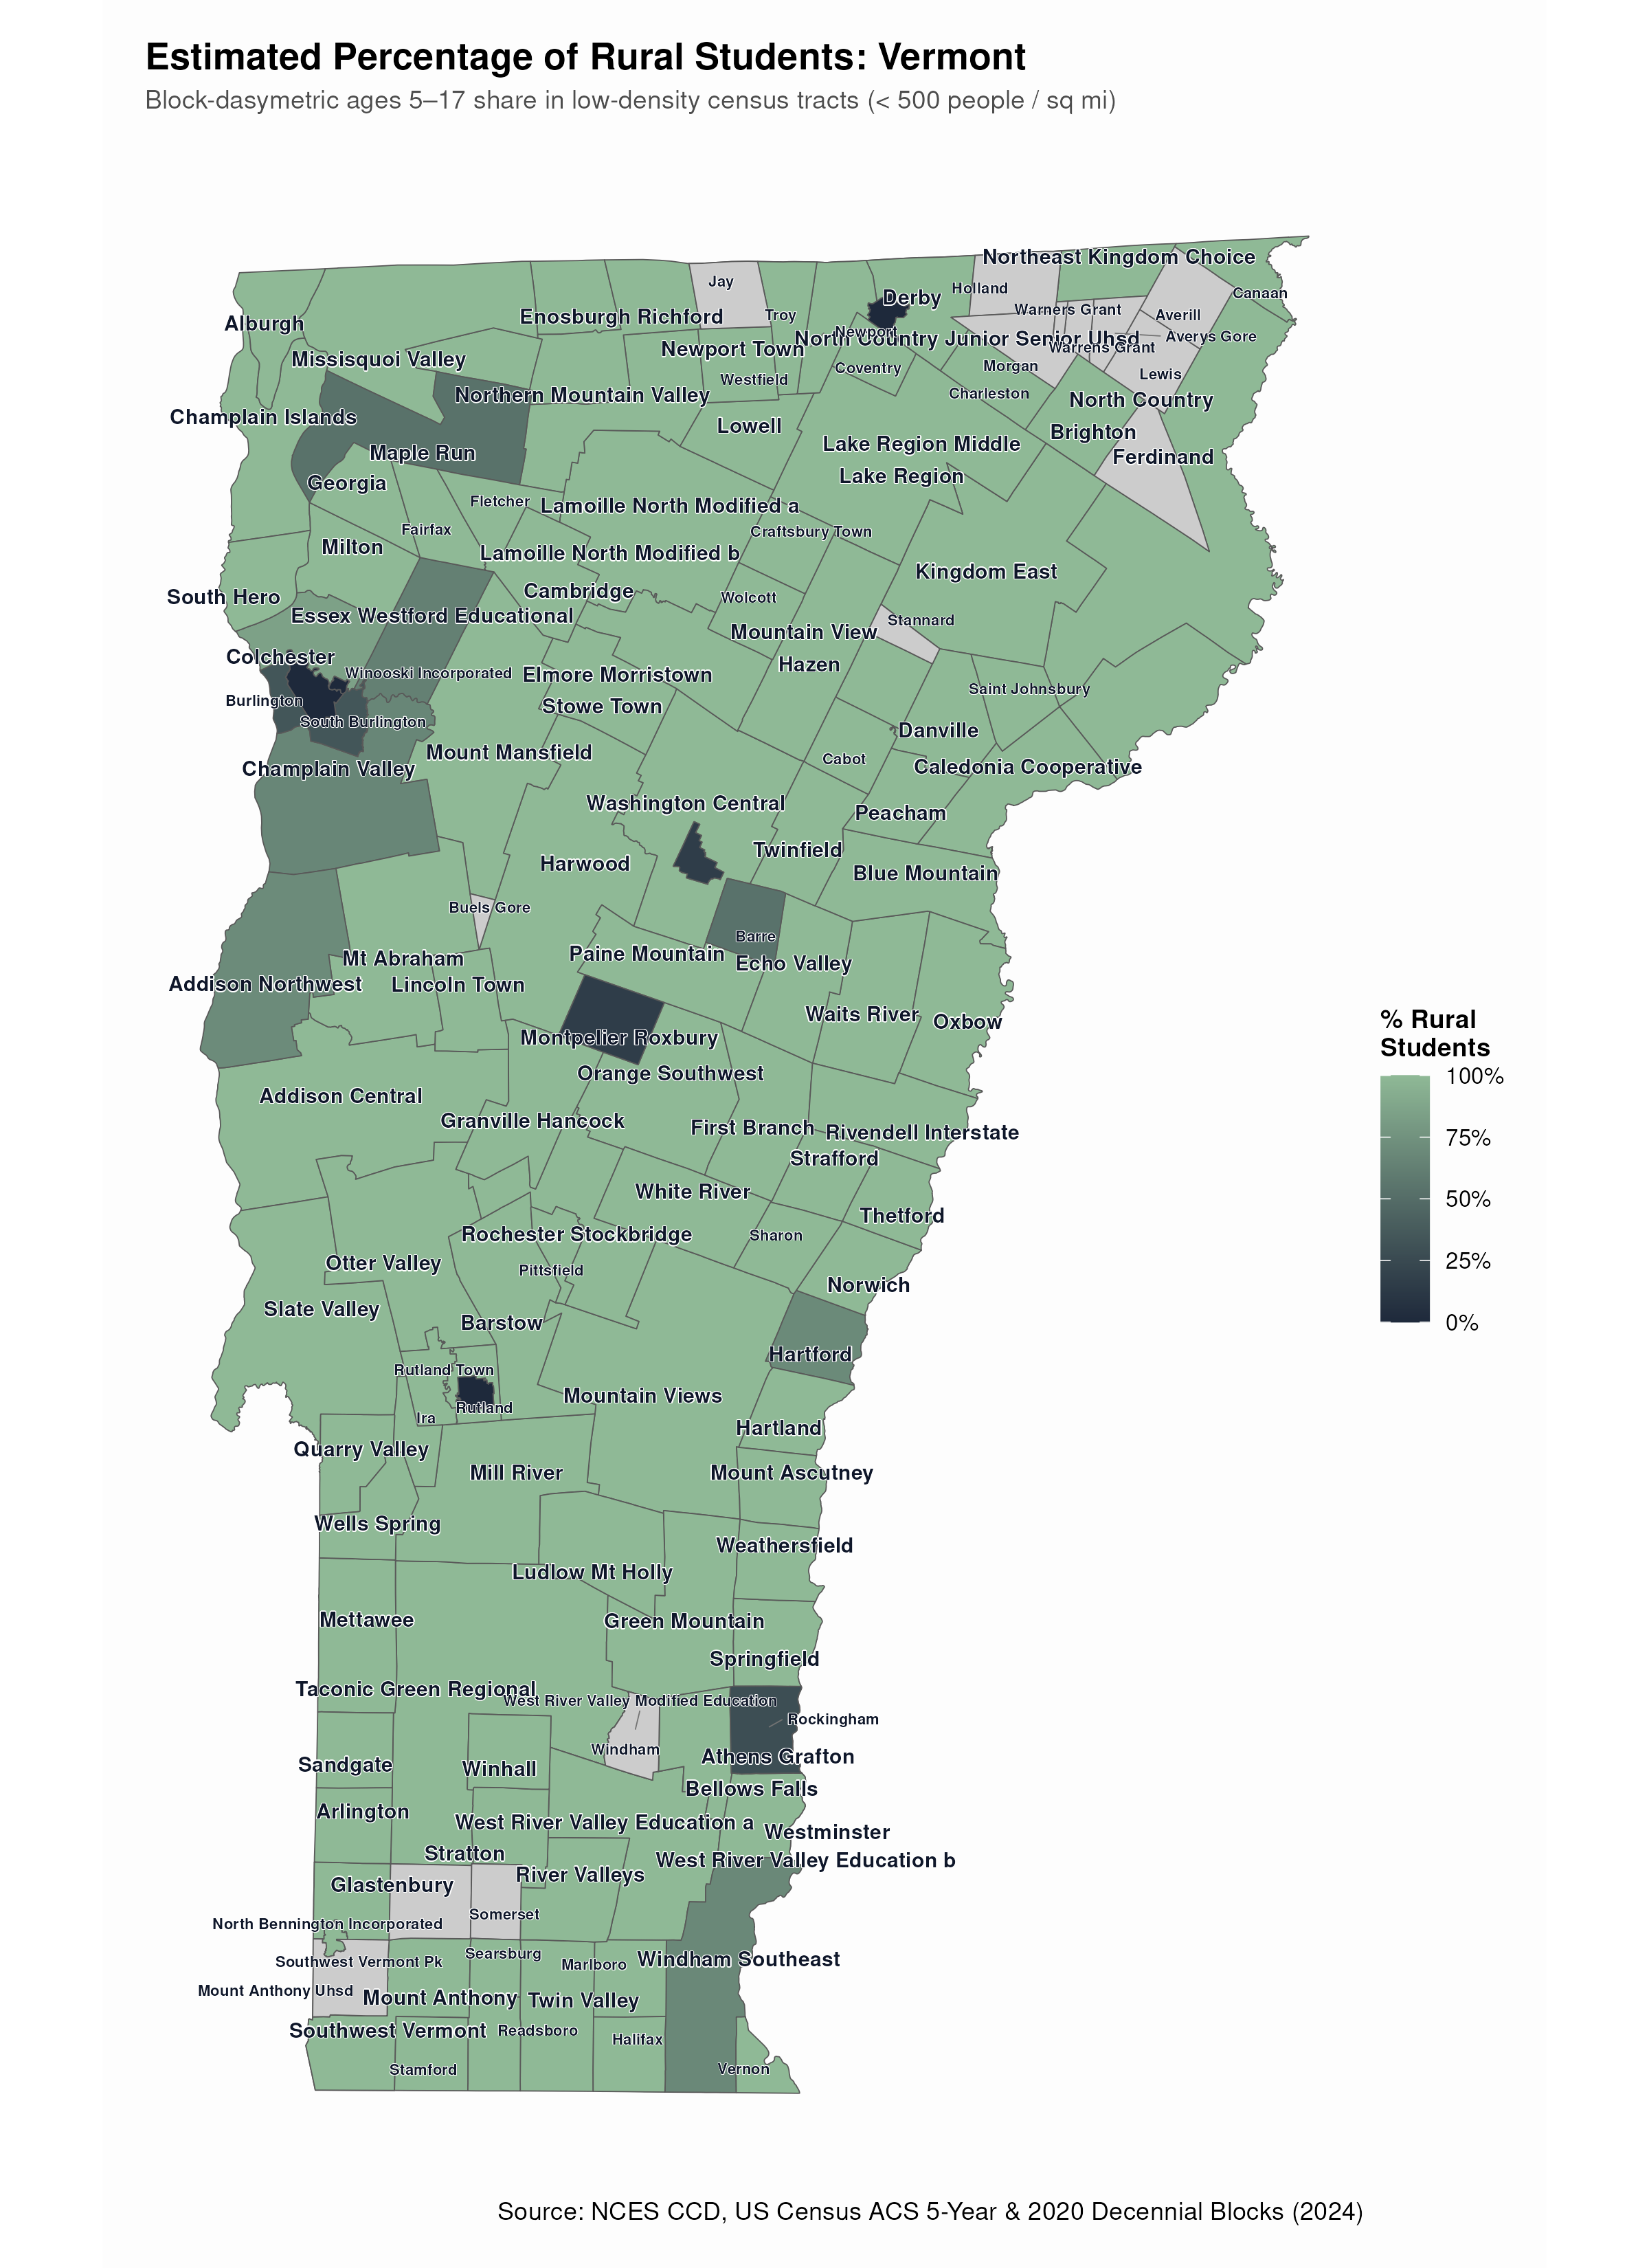 Estimated Percentage of Rural Students: Vermont
Block-dasymetric ages 5–17 share in low-density census tracts (< 500 people / sq mi)
Northeast Kingdom Choice
Jay
Holland
Canaan
Derby
Alburgh
Enosburgh Richford
Troy
Warners Grant
Averill
Newport
North Country Junior Senior Uhsd
Averys Gore
Missisquoi Valley
Newport Town
Warrens Grant
Coventry
Morgan
Lewis
Westfield
Northern Mountain Valley
Charleston
North Country
Champlain Islands
Lowell
Brighton
Lake Region Middle
Maple Run
Ferdinand
Lake Region
Georgia
Fletcher
Lamoille North Modified a
Fairfax
Craftsbury Town
Milton
Lamoille North Modified b
Kingdom East
Cambridge
South Hero
Wolcott
Essex Westford Educational
Stannard
Mountain View
Colchester
Hazen
Winooski Incorporated
Elmore Morristown
Saint Johnsbury
Burlington
Stowe Town
South Burlington
Danville
Mount Mansfield
Cabot
Champlain Valley
Caledonia Cooperative
Washington Central
Peacham
Twinfield
Harwood
Blue Mountain
Buels Gore
Barre
Paine Mountain
Mt Abraham
Echo Valley
Addison Northwest
Lincoln Town
Waits River
Oxbow
Montpelier Roxbury
Orange Southwest
Addison Central
Granville Hancock
First Branch
Rivendell Interstate
Strafford
White River
Thetford
Rochester Stockbridge
Sharon
Otter Valley
Pittsfield
Norwich
Slate Valley
Barstow
Hartford
Rutland Town
Mountain Views
Rutland
Ira
Hartland
Quarry Valley
Mill River
Mount Ascutney
Wells Spring
Weathersfield
Ludlow Mt Holly
Mettawee
Green Mountain
Springfield
Taconic Green Regional
West River Valley Modified Education
Rockingham
Windham
Athens Grafton
Sandgate
Winhall
Bellows Falls
Arlington
West River Valley Education a
Westminster
Stratton
West River Valley Education b
River Valleys
Glastenbury
Somerset
North Bennington Incorporated
Searsburg
Southwest Vermont Pk
Marlboro
Windham Southeast
Mount Anthony Uhsd
Mount Anthony
Twin Valley
Southwest Vermont
Readsboro
Halifax
Stamford
Vernon
% Rural
Students
100%
75%
50%
25%
0%
Source: NCES CCD, US Census ACS 5-Year & 2020 Decennial Blocks (2024)